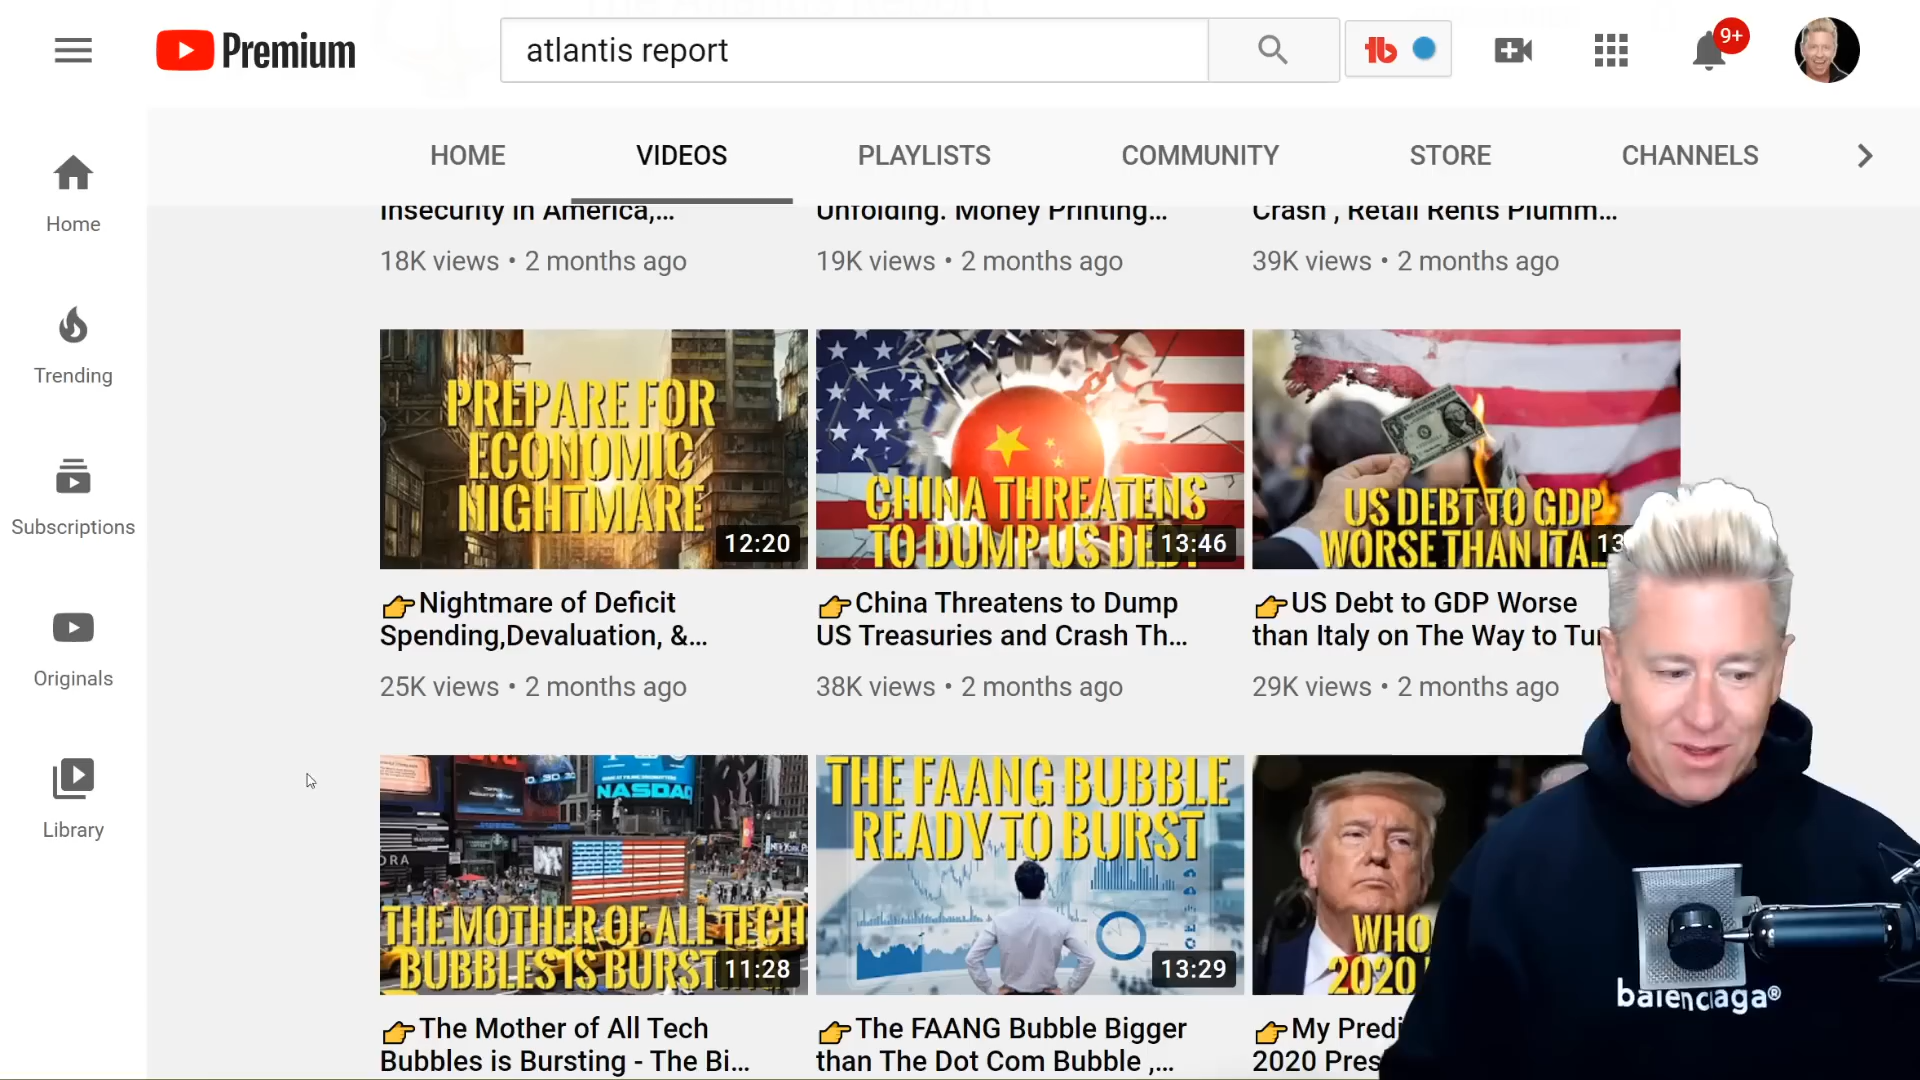 Premium
atlantis report
9+
HOME
VIDEOS
PLAYLISTS
COMMUNITY
STORE
CHANNELS
Home
Trending
Subscriptions
Originals
Library
Insecurity in America,...
18K views • 2 months ago
Unfolding. Money Printing...
19K views • 2 months ago
Crash , Retail Rents Plumm...
39K views • 2 months ago
PREPARE FOR
ECONOMIC
NIGHTMARE
12:20
👉Nightmare of Deficit
Spending,Devaluation, &...
25K views • 2 months ago
CHINA THREATENS
TO DUMP US DEBT
13:46
👉China Threatens to Dump
US Treasuries and Crash Th...
38K views • 2 months ago
US DEBT TO GDP
WORSE THAN ITA
13
👉US Debt to GDP Worse
than Italy on The Way to Tu
29K views • 2 months ago
NASDAQ
THE MOTHER OF ALL TECH
BUBBLES IS BURSTING
11:28
👉The Mother of All Tech
Bubbles is Bursting - The Bi...
THE FAANG BUBBLE
READY TO BURST
13:29
👉The FAANG Bubble Bigger
than The Dot Com Bubble ,...
WHO
2020
👉My Predi
2020 Pres
balenciaga®